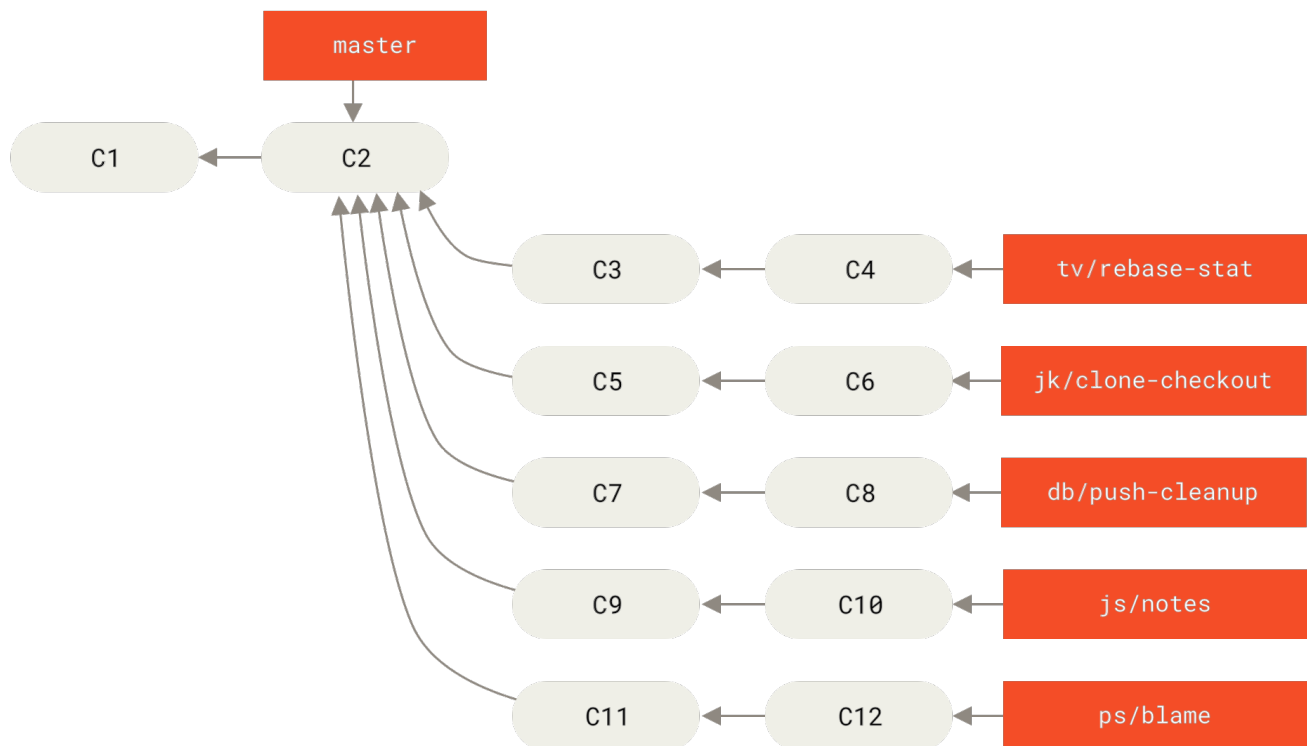 master
C1
C2
C3
C4
tv/rebase-stat
C5
C6
jk/clone-checkout
C7
C8
db/push-cleanup
C9
C10
js/notes
C11
C12
ps/blame